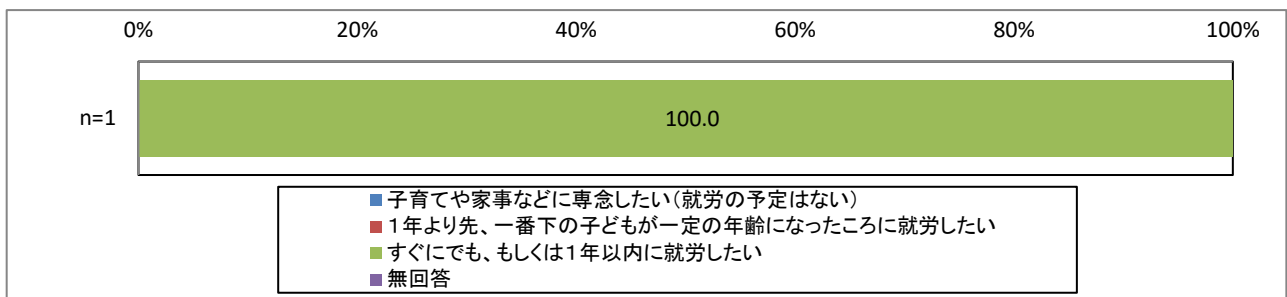 0% 20% 40% 60% 80% 100%
n=1 100.0
子育てや家事などに専念したい（就労の予定はない）
１年より先、一番下の子どもが一定の年齢になったころに就労したい
すぐにでも、もしくは１年以内に就労したい
無回答